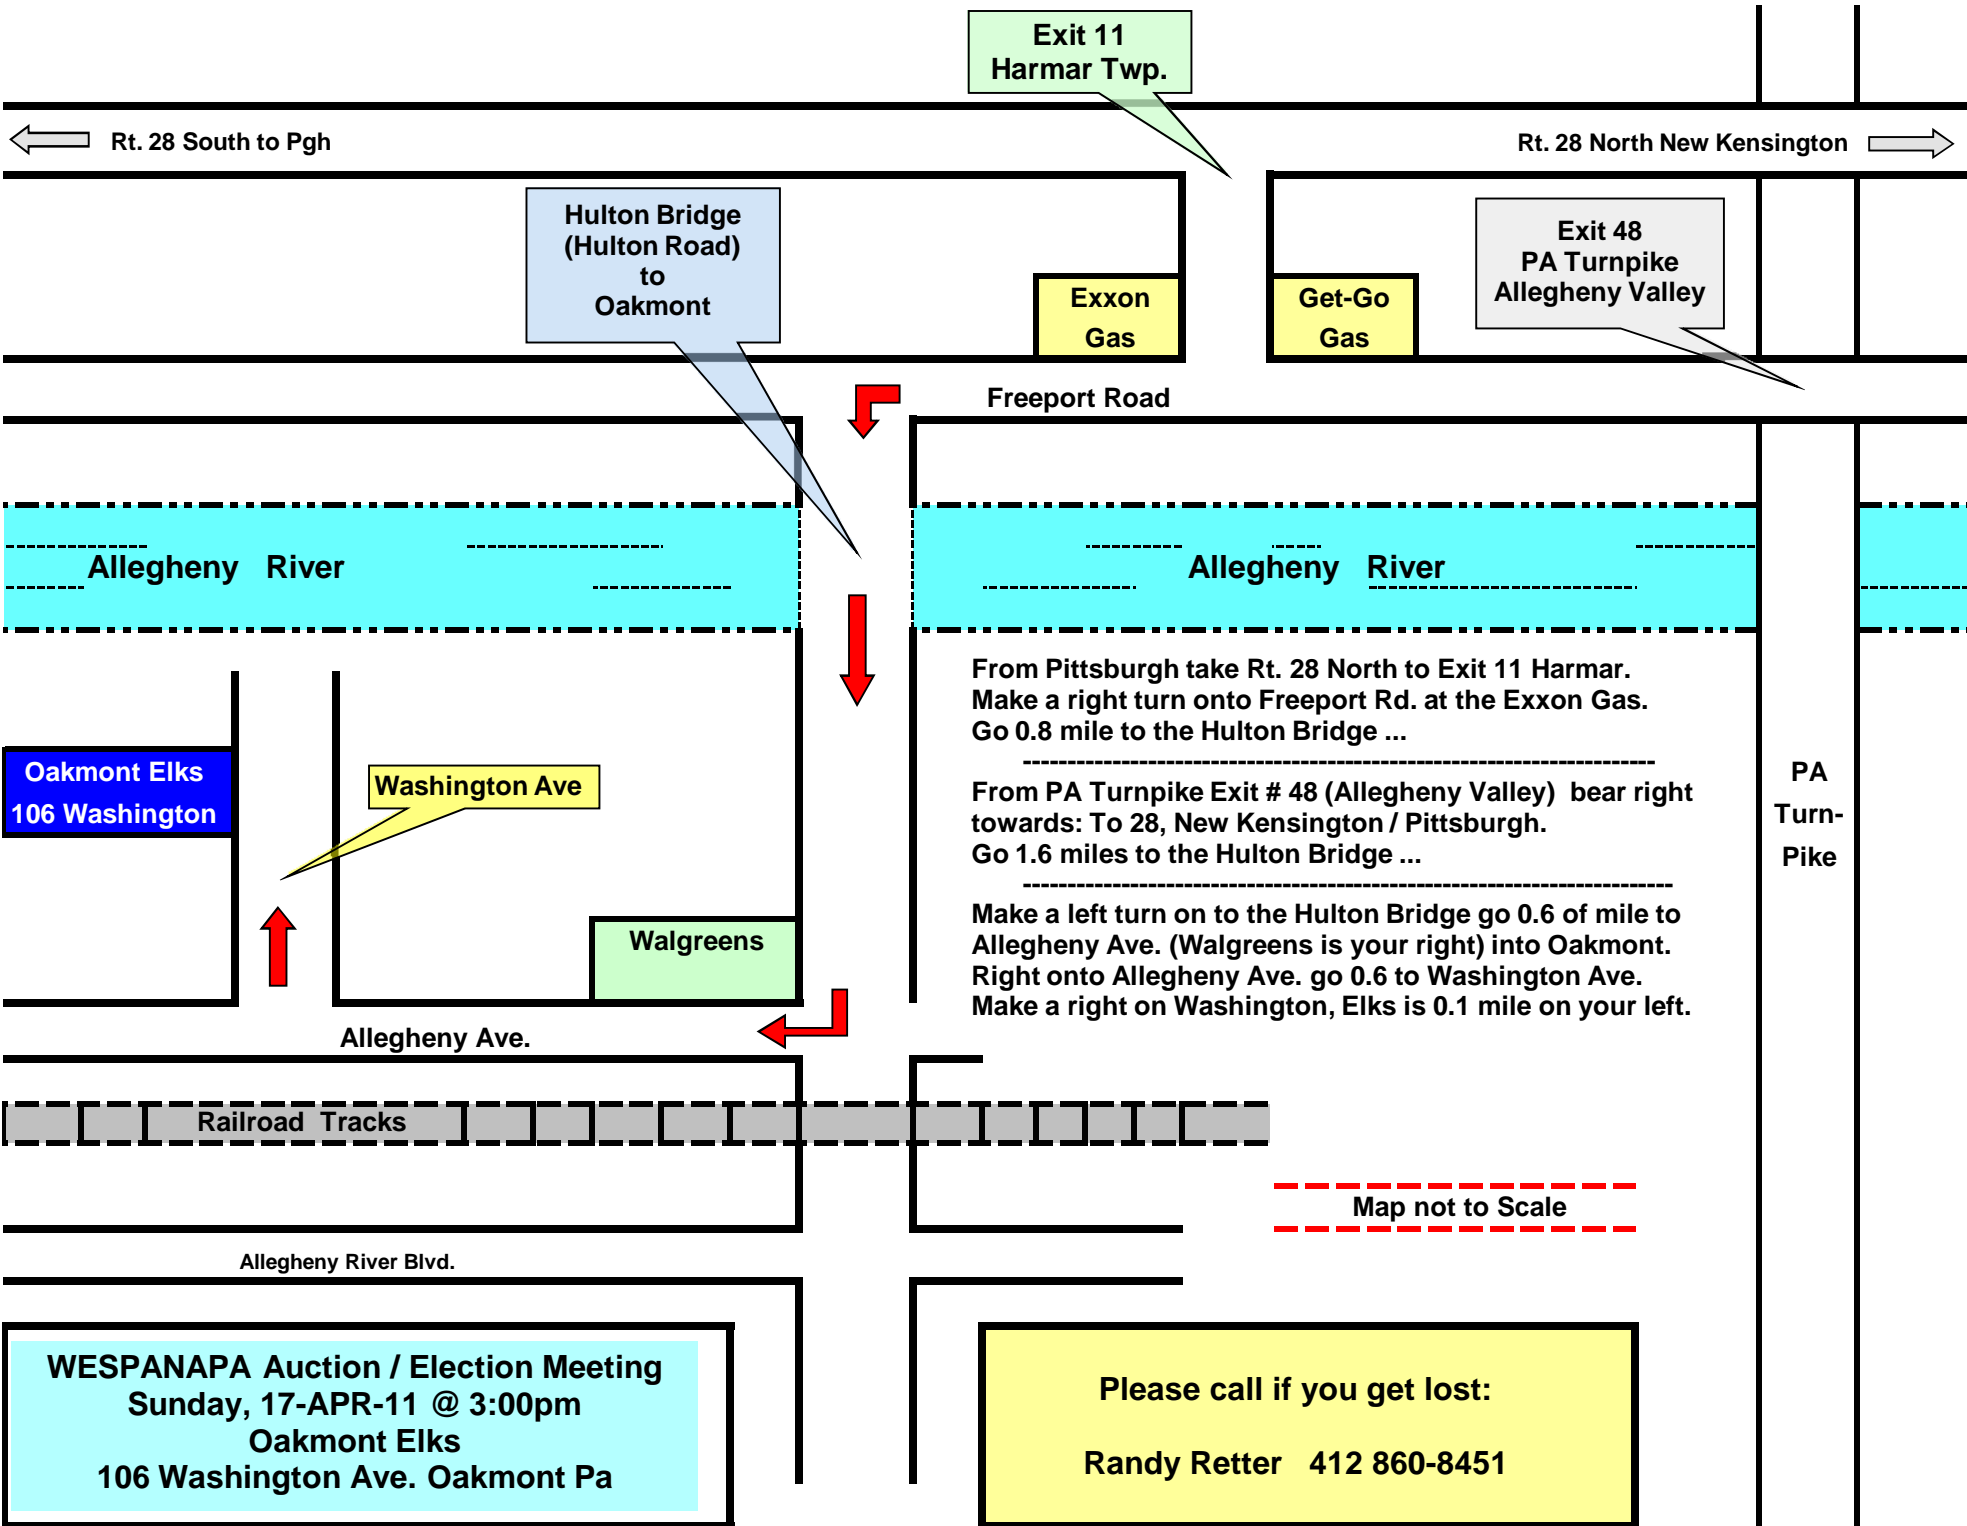 Exit 11
Harmar Twp.
Rt. 28 South to Pgh
Rt. 28 North New Kensington
Hulton Bridge
(Hulton Road)
to
Oakmont
Exit 48
PA Turnpike
Allegheny Valley
Exxon
Gas
Get-Go
Gas
Freeport Road
Allegheny River
Allegheny River
From Pittsburgh take Rt. 28 North to Exit 11 Harmar.
Make a right turn onto Freeport Rd. at the Exxon Gas.
Go 0.8 mile to the Hulton Bridge ...
------------------------------------------------------------------------
From PA Turnpike Exit # 48 (Allegheny Valley) bear right
towards: To 28, New Kensington / Pittsburgh.
Go 1.6 miles to the Hulton Bridge ...
--------------------------------------------------------------------------
Make a left turn on to the Hulton Bridge go 0.6 of mile to
Allegheny Ave. (Walgreens is your right) into Oakmont.
Right onto Allegheny Ave. go 0.6 to Washington Ave.
Make a right on Washington, Elks is 0.1 mile on your left.
PA
Turn-
Pike
Oakmont Elks
106 Washington
Washington Ave
Walgreens
Allegheny Ave.
Railroad Tracks
Map not to Scale
Allegheny River Blvd.
WESPANAPA Auction / Election Meeting
Sunday, 17-APR-11 @ 3:00pm
Oakmont Elks
106 Washington Ave. Oakmont Pa
Please call if you get lost:
Randy Retter 412 860-8451